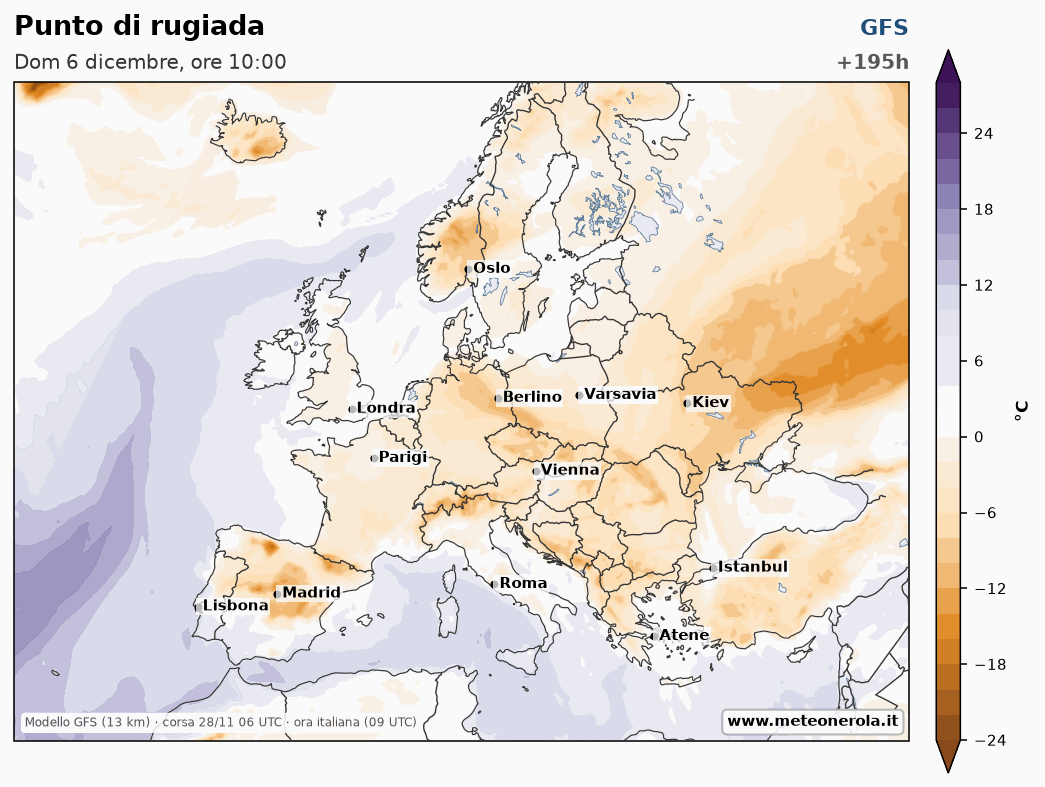 Punto di rugiada
GFS
Dom 6 dicembre, ore 10:00
+195h
24
18
12
6
0
−6
−12
−18
−24
°C
Oslo
Berlino
Varsavia
Kiev
Londra
Parigi
Vienna
Istanbul
Roma
Madrid
Lisbona
Atene
Modello GFS (13 km) · corsa 28/11 06 UTC · ora italiana (09 UTC)
www.meteonerola.it